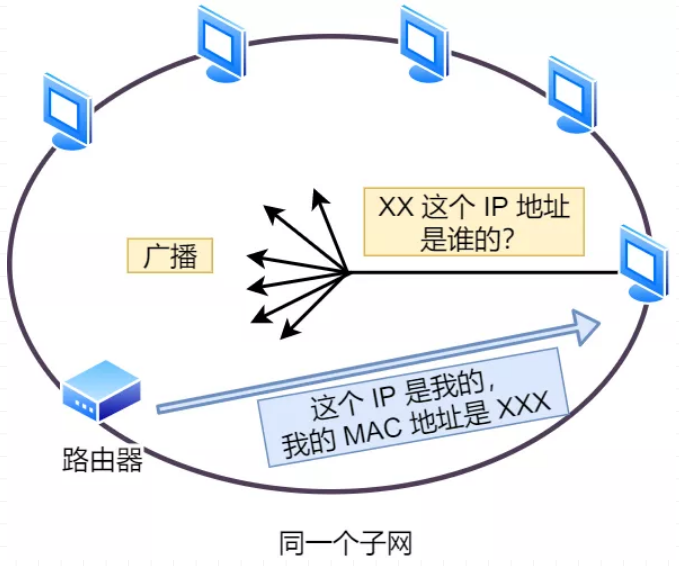 XX 这个 IP 地址
是谁的?
广播
这个 IP 是我的,
我的 MAC 地址是 XXX
路由器
同一个子网